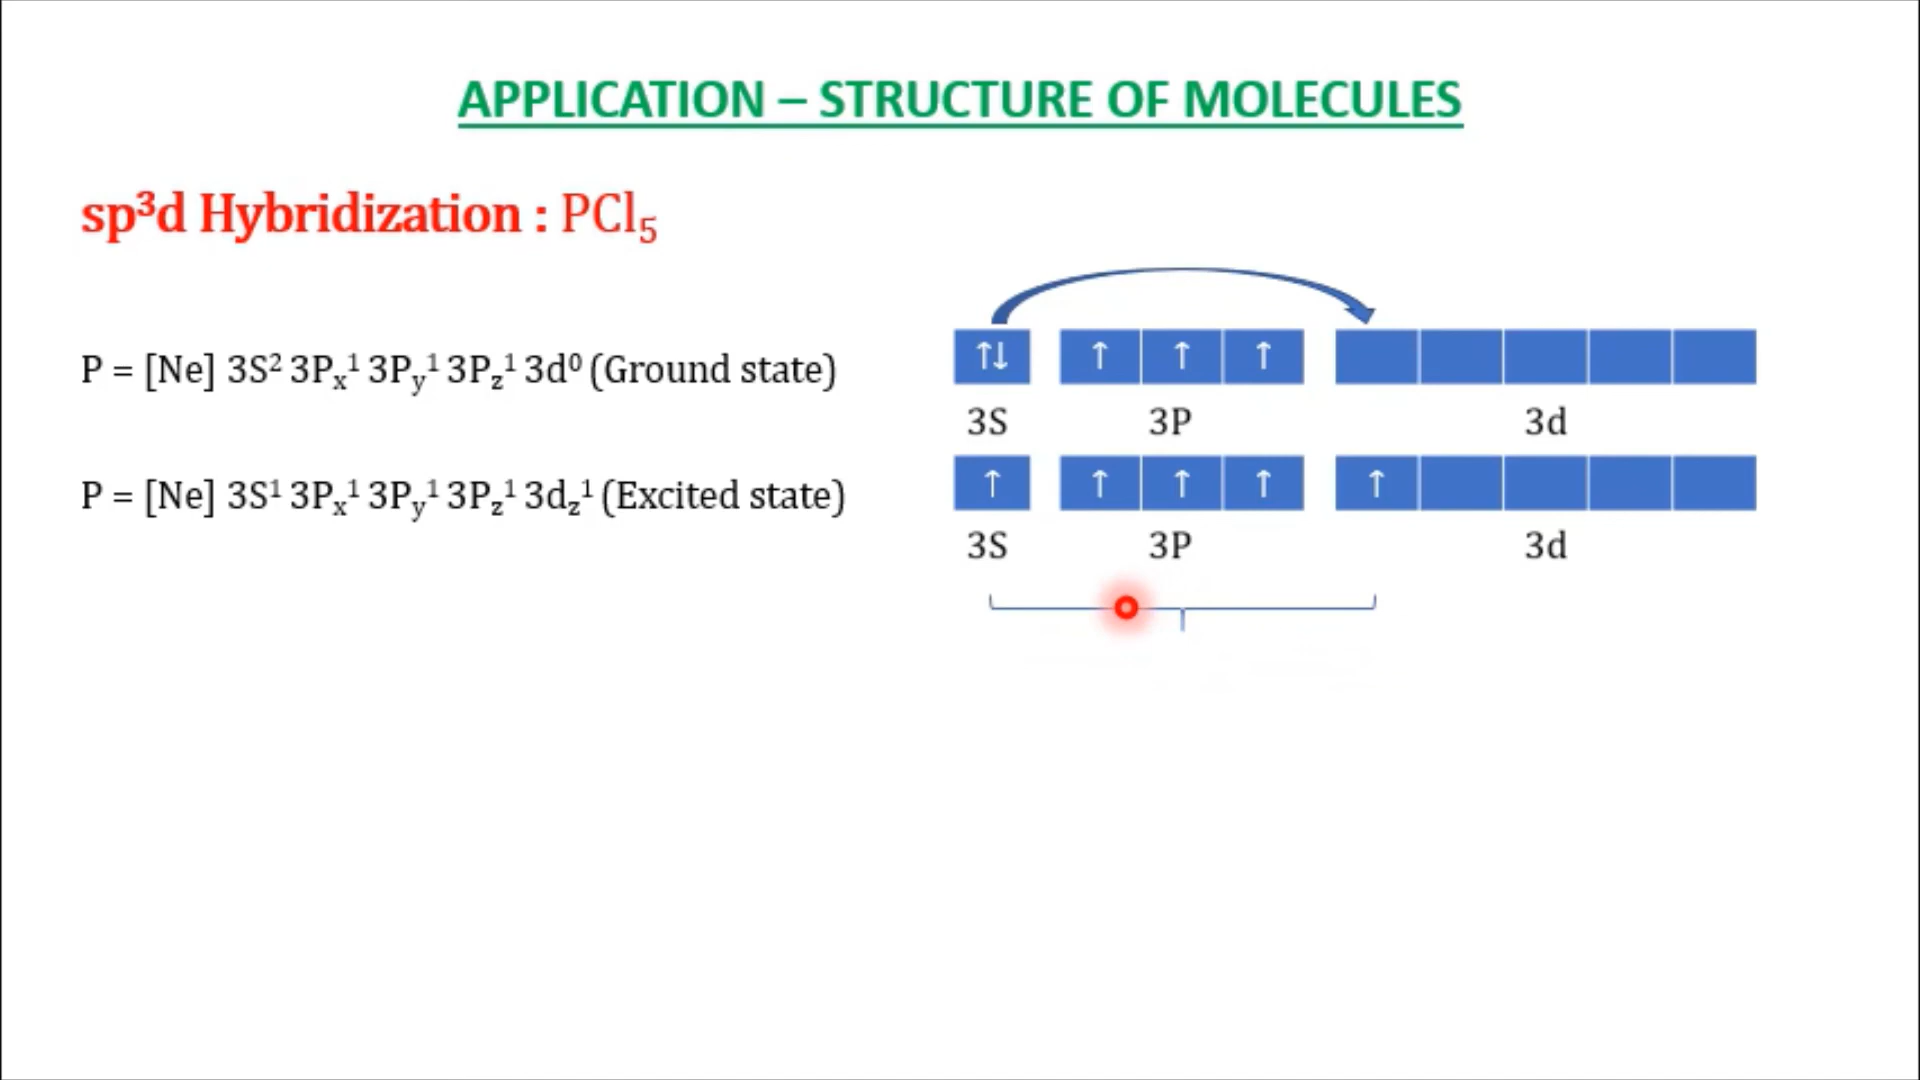 APPLICATION – STRUCTURE OF MOLECULES
sp³d Hybridization : PCl₅
P = [Ne] 3S² 3Pₓ¹ 3Pᵧ¹ 3P_z¹ 3d⁰ (Ground state)
↑↓ ↑ ↑ ↑
3S 3P 3d
P = [Ne] 3S¹ 3Pₓ¹ 3Pᵧ¹ 3P_z¹ 3d_z¹ (Excited state)
↑ ↑ ↑ ↑ ↑
3S 3P 3d